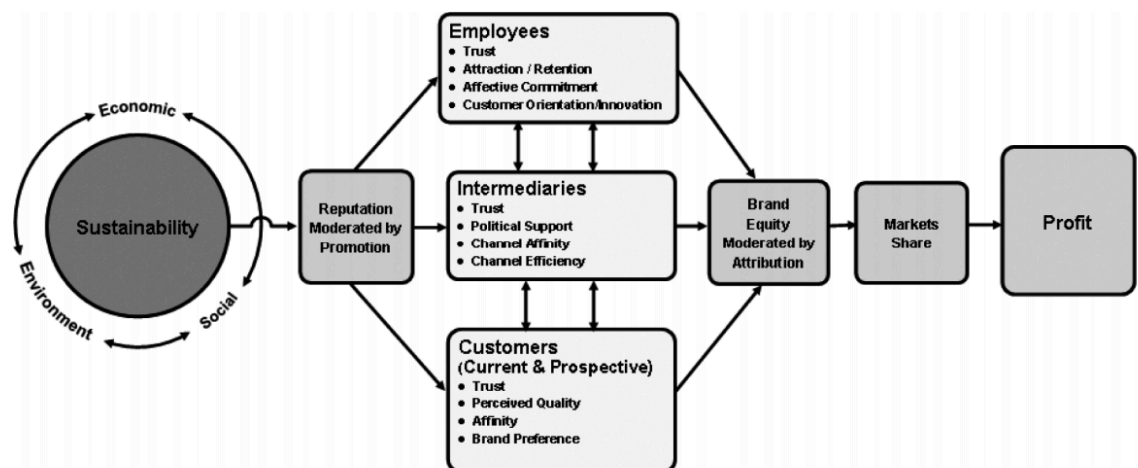 Economic
Environment
Social
Sustainability
Reputation
Moderated by
Promotion
Employees
● Trust
● Attraction / Retention
● Affective Commitment
● Customer Orientation/Innovation
Intermediaries
● Trust
● Political Support
● Channel Affinity
● Channel Efficiency
Customers
(Current & Prospective)
● Trust
● Perceived Quality
● Affinity
● Brand Preference
Brand
Equity
Moderated by
Attribution
Markets
Share
Profit